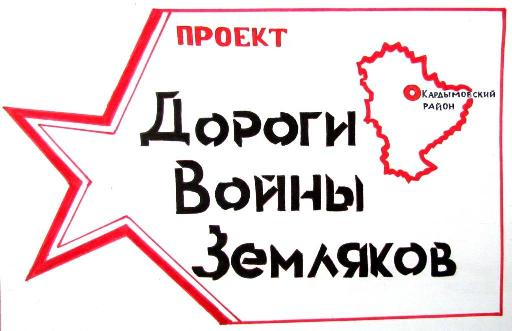 ПРОЕКТ
Кардымовский
район
Дороги
Войны
Земляков